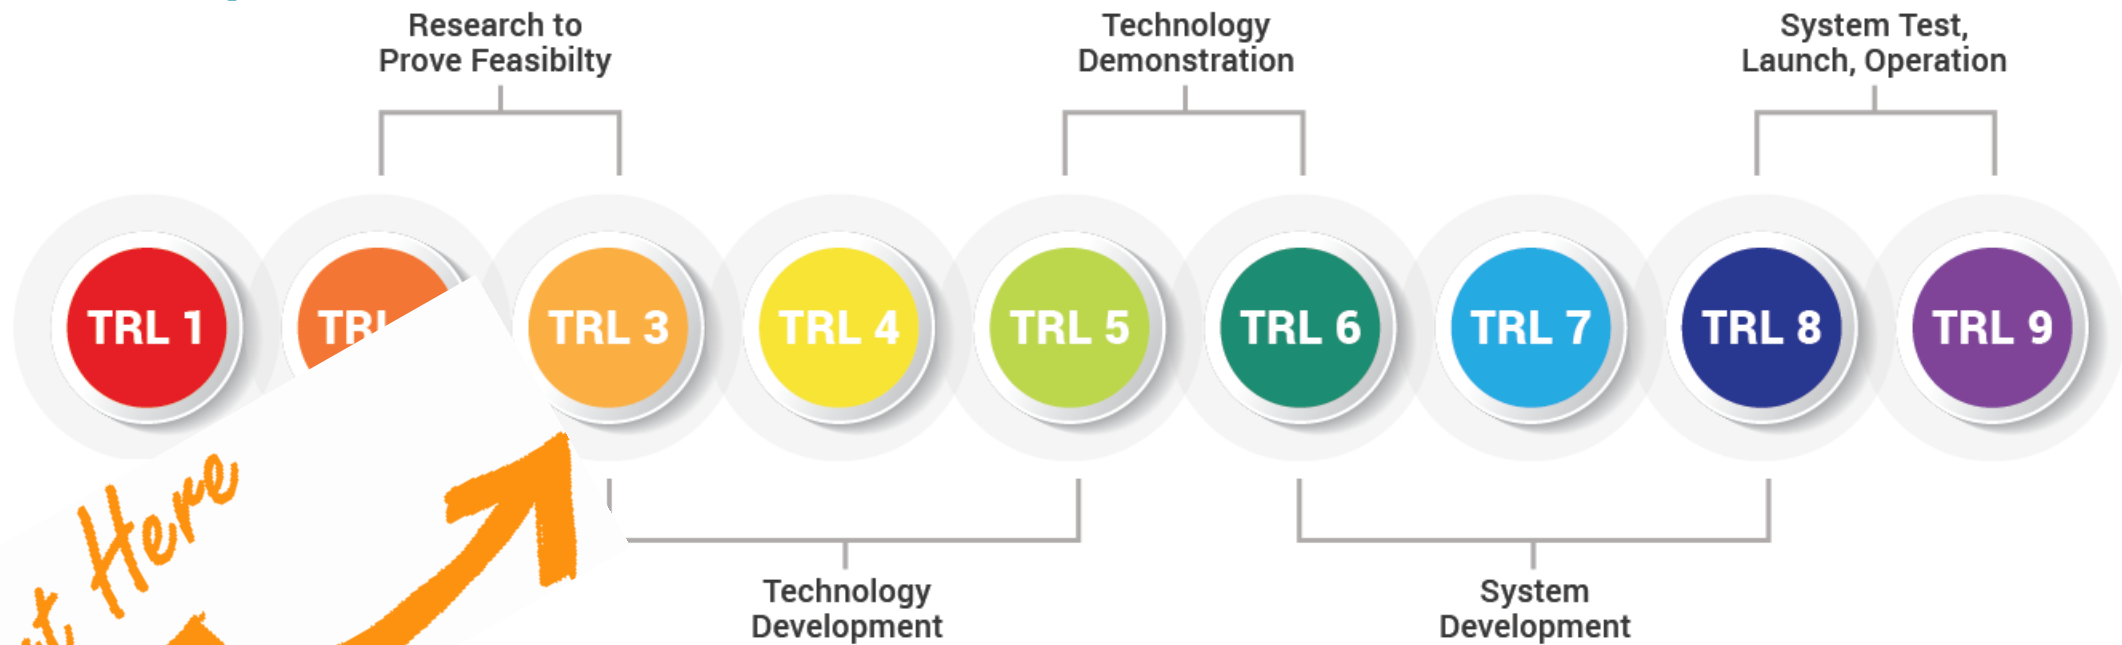 Research to
Prove Feasibilty
Technology
Demonstration
System Test,
Launch, Operation
TRL 1
TRL
TRL 3
TRL 4
TRL 5
TRL 6
TRL 7
TRL 8
TRL 9
Here
Technology
Development
System
Development